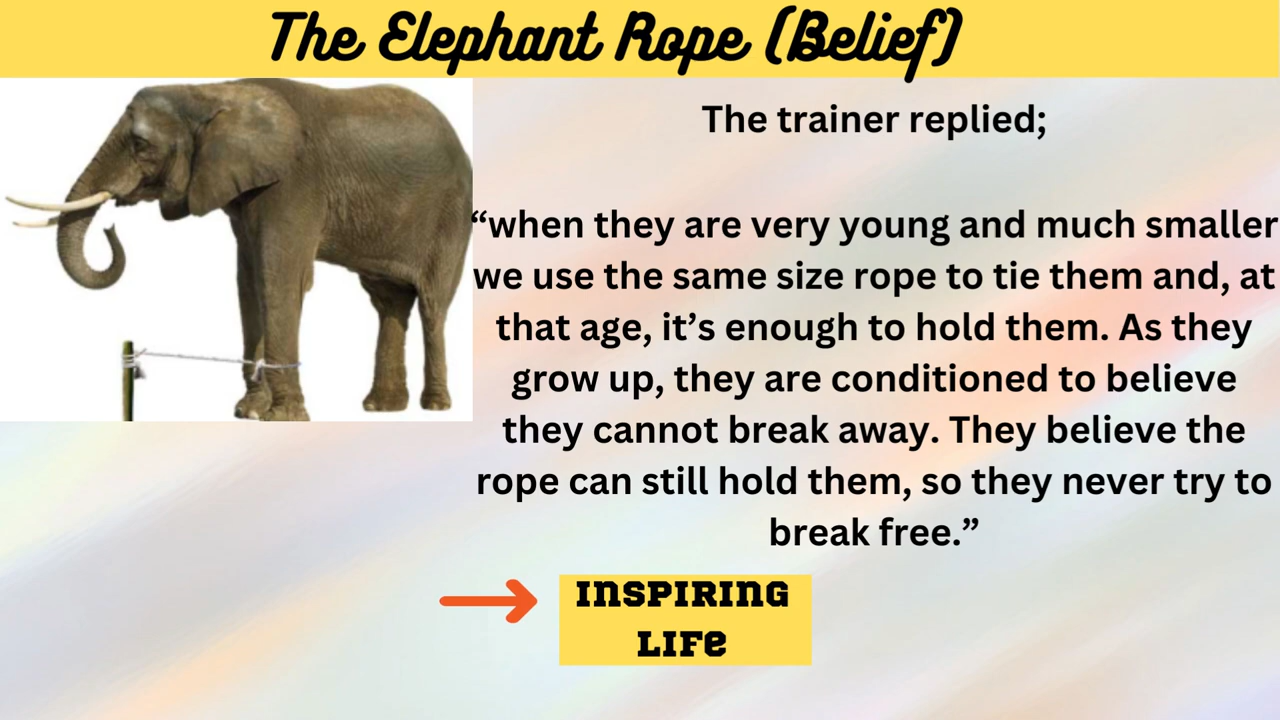 The Elephant Rope (Belief)
The trainer replied;
“when they are very young and much smaller
we use the same size rope to tie them and, at
that age, it’s enough to hold them. As they
grow up, they are conditioned to believe
they cannot break away. They believe the
rope can still hold them, so they never try to
break free.”
INSPIRING
LIFE